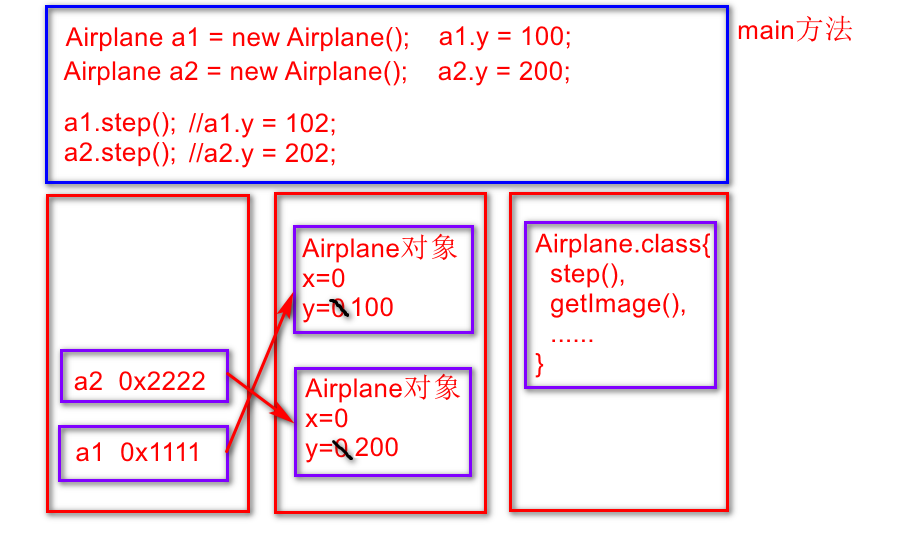 Airplane a1 = new Airplane(); a1.y = 100;
Airplane a2 = new Airplane(); a2.y = 200;
a1.step(); //a1.y = 102;
a2.step(); //a2.y = 202;
main方法
a2 0x2222
a1 0x1111
Airplane对象
x=0
y=0 100
Airplane对象
x=0
y=0 200
Airplane.class{
step(),
getImage(),
......
}